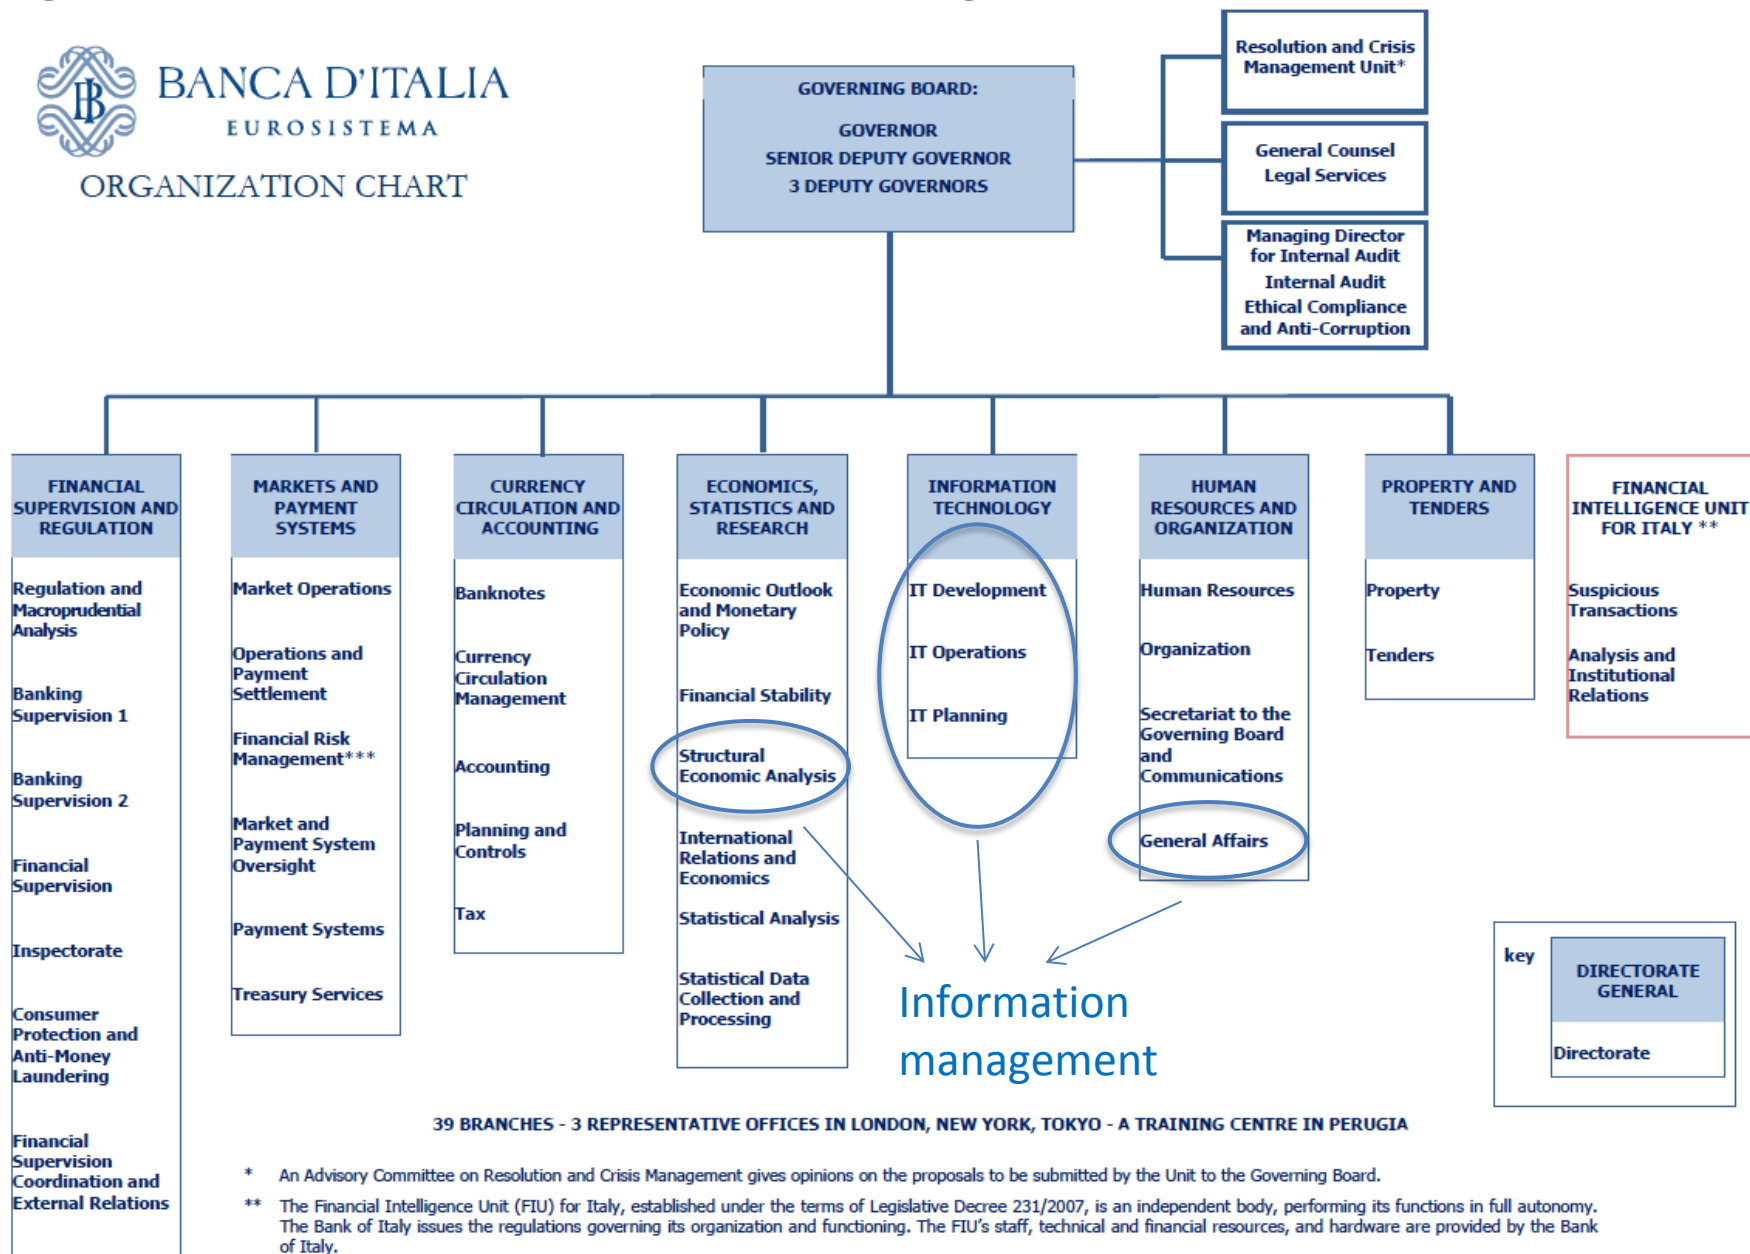 BANCA D'ITALIA
EUROSISTEMA
ORGANIZATION CHART
GOVERNING BOARD:
GOVERNOR
SENIOR DEPUTY GOVERNOR
3 DEPUTY GOVERNORS
Resolution and Crisis
Management Unit*
General Counsel
Legal Services
Managing Director
for Internal Audit
Internal Audit
Ethical Compliance
and Anti-Corruption
FINANCIAL
SUPERVISION AND
REGULATION
Regulation and
Macroprudential
Analysis
Banking
Supervision 1
Banking
Supervision 2
Financial
Supervision
Inspectorate
Consumer
Protection and
Anti-Money
Laundering
Financial
Supervision
Coordination and
External Relations
MARKETS AND
PAYMENT
SYSTEMS
Market Operations
Operations and
Payment
Settlement
Financial Risk
Management***
Market and
Payment System
Oversight
Payment Systems
Treasury Services
CURRENCY
CIRCULATION AND
ACCOUNTING
Banknotes
Currency
Circulation
Management
Accounting
Planning and
Controls
Tax
ECONOMICS,
STATISTICS AND
RESEARCH
Economic Outlook
and Monetary
Policy
Financial Stability
Structural
Economic Analysis
International
Relations and
Economics
Statistical Analysis
Statistical Data
Collection and
Processing
INFORMATION
TECHNOLOGY
IT Development
IT Operations
IT Planning
HUMAN
RESOURCES AND
ORGANIZATION
Human Resources
Organization
Secretariat to the
Governing Board
and
Communications
General Affairs
PROPERTY AND
TENDERS
Property
Tenders
FINANCIAL
INTELLIGENCE UNIT
FOR ITALY **
Suspicious
Transactions
Analysis and
Institutional
Relations
Information
management
key
DIRECTORATE
GENERAL
Directorate
39 BRANCHES - 3 REPRESENTATIVE OFFICES IN LONDON, NEW YORK, TOKYO - A TRAINING CENTRE IN PERUGIA
* An Advisory Committee on Resolution and Crisis Management gives opinions on the proposals to be submitted by the Unit to the Governing Board.
** The Financial Intelligence Unit (FIU) for Italy, established under the terms of Legislative Decree 231/2007, is an independent body, performing its functions in full autonomy.
The Bank of Italy issues the regulations governing its organization and functioning. The FIU's staff, technical and financial resources, and hardware are provided by the Bank
of Italy.